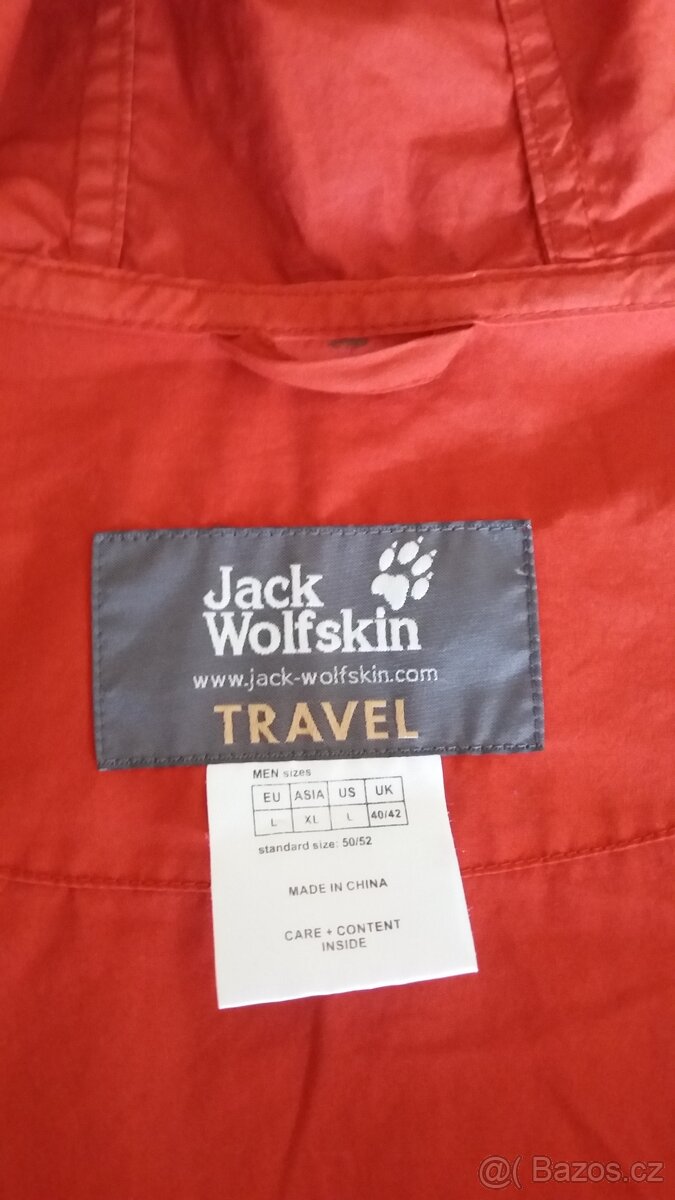 Jack
Wolfskin
www.jack-wolfskin.com
TRAVEL
MEN sizes
EU ASIA US UK
L XL L 40/42
standard size: 50/52
MADE IN CHINA
CARE + CONTENT
INSIDE
@( Bazos.cz